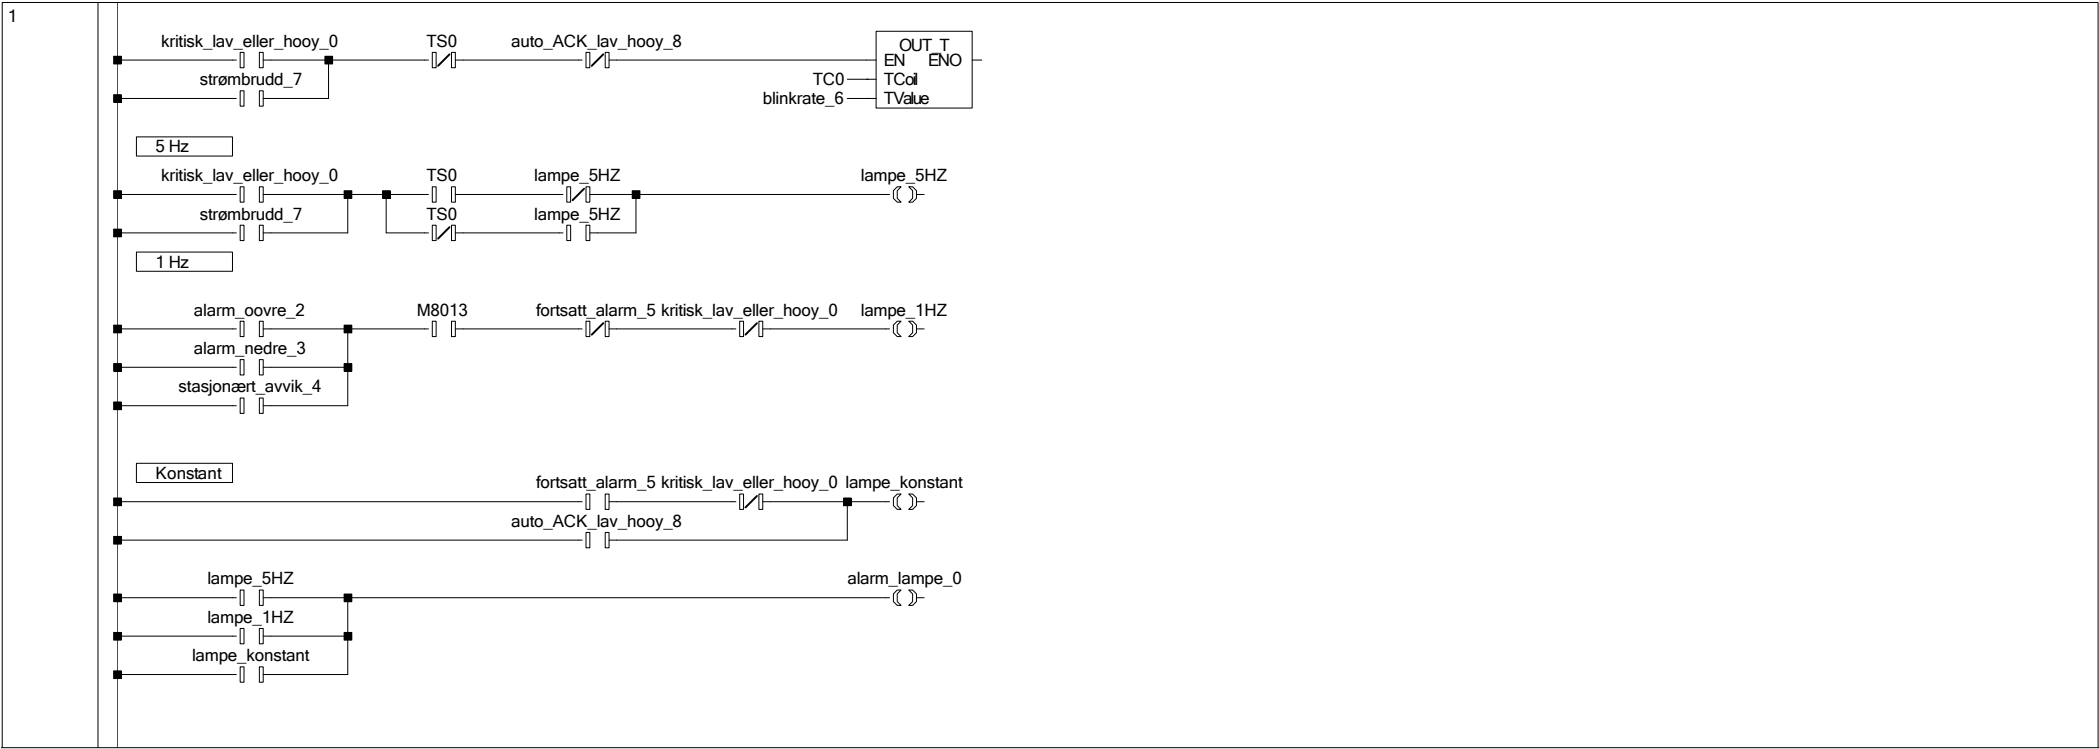 1
kritisk_lav_eller_hooy_0 TS0 auto_ACK_lav_hooy_8
OUT_T
EN ENO
strømbrudd_7 TC0 TCoil
blinkrate_6 TValue
5 Hz
kritisk_lav_eller_hooy_0 TS0 lampe_5HZ lampe_5HZ
strømbrudd_7 TS0 lampe_5HZ
1 Hz
alarm_oovre_2 M8013 fortsatt_alarm_5 kritisk_lav_eller_hooy_0 lampe_1HZ
alarm_nedre_3
stasjonært_avvik_4
Konstant
fortsatt_alarm_5 kritisk_lav_eller_hooy_0 lampe_konstant
auto_ACK_lav_hooy_8
lampe_5HZ alarm_lampe_0
lampe_1HZ
lampe_konstant